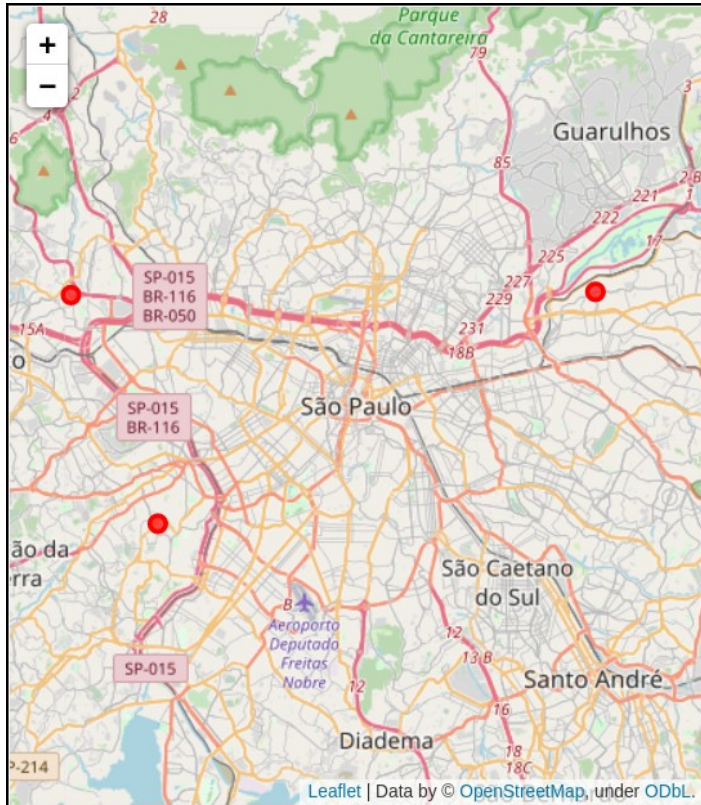 Parque
da Cantareira
28
79
+
−
2
4
6
3
Guarulhos
85
2 B
1
221
222
17
225
227
229
SP-015
BR-116
BR-050
15A
231
18B
o
São Paulo
SP-015
BR-116
ão da
erra
São Caetano
do Sul
B
Aeroporto
Deputado
Freitas
Nobre
12
13 B
SP-015
12
Santo André
16
Diadema
18
18C
P-214
Leaflet | Data by © OpenStreetMap, under ODbL.